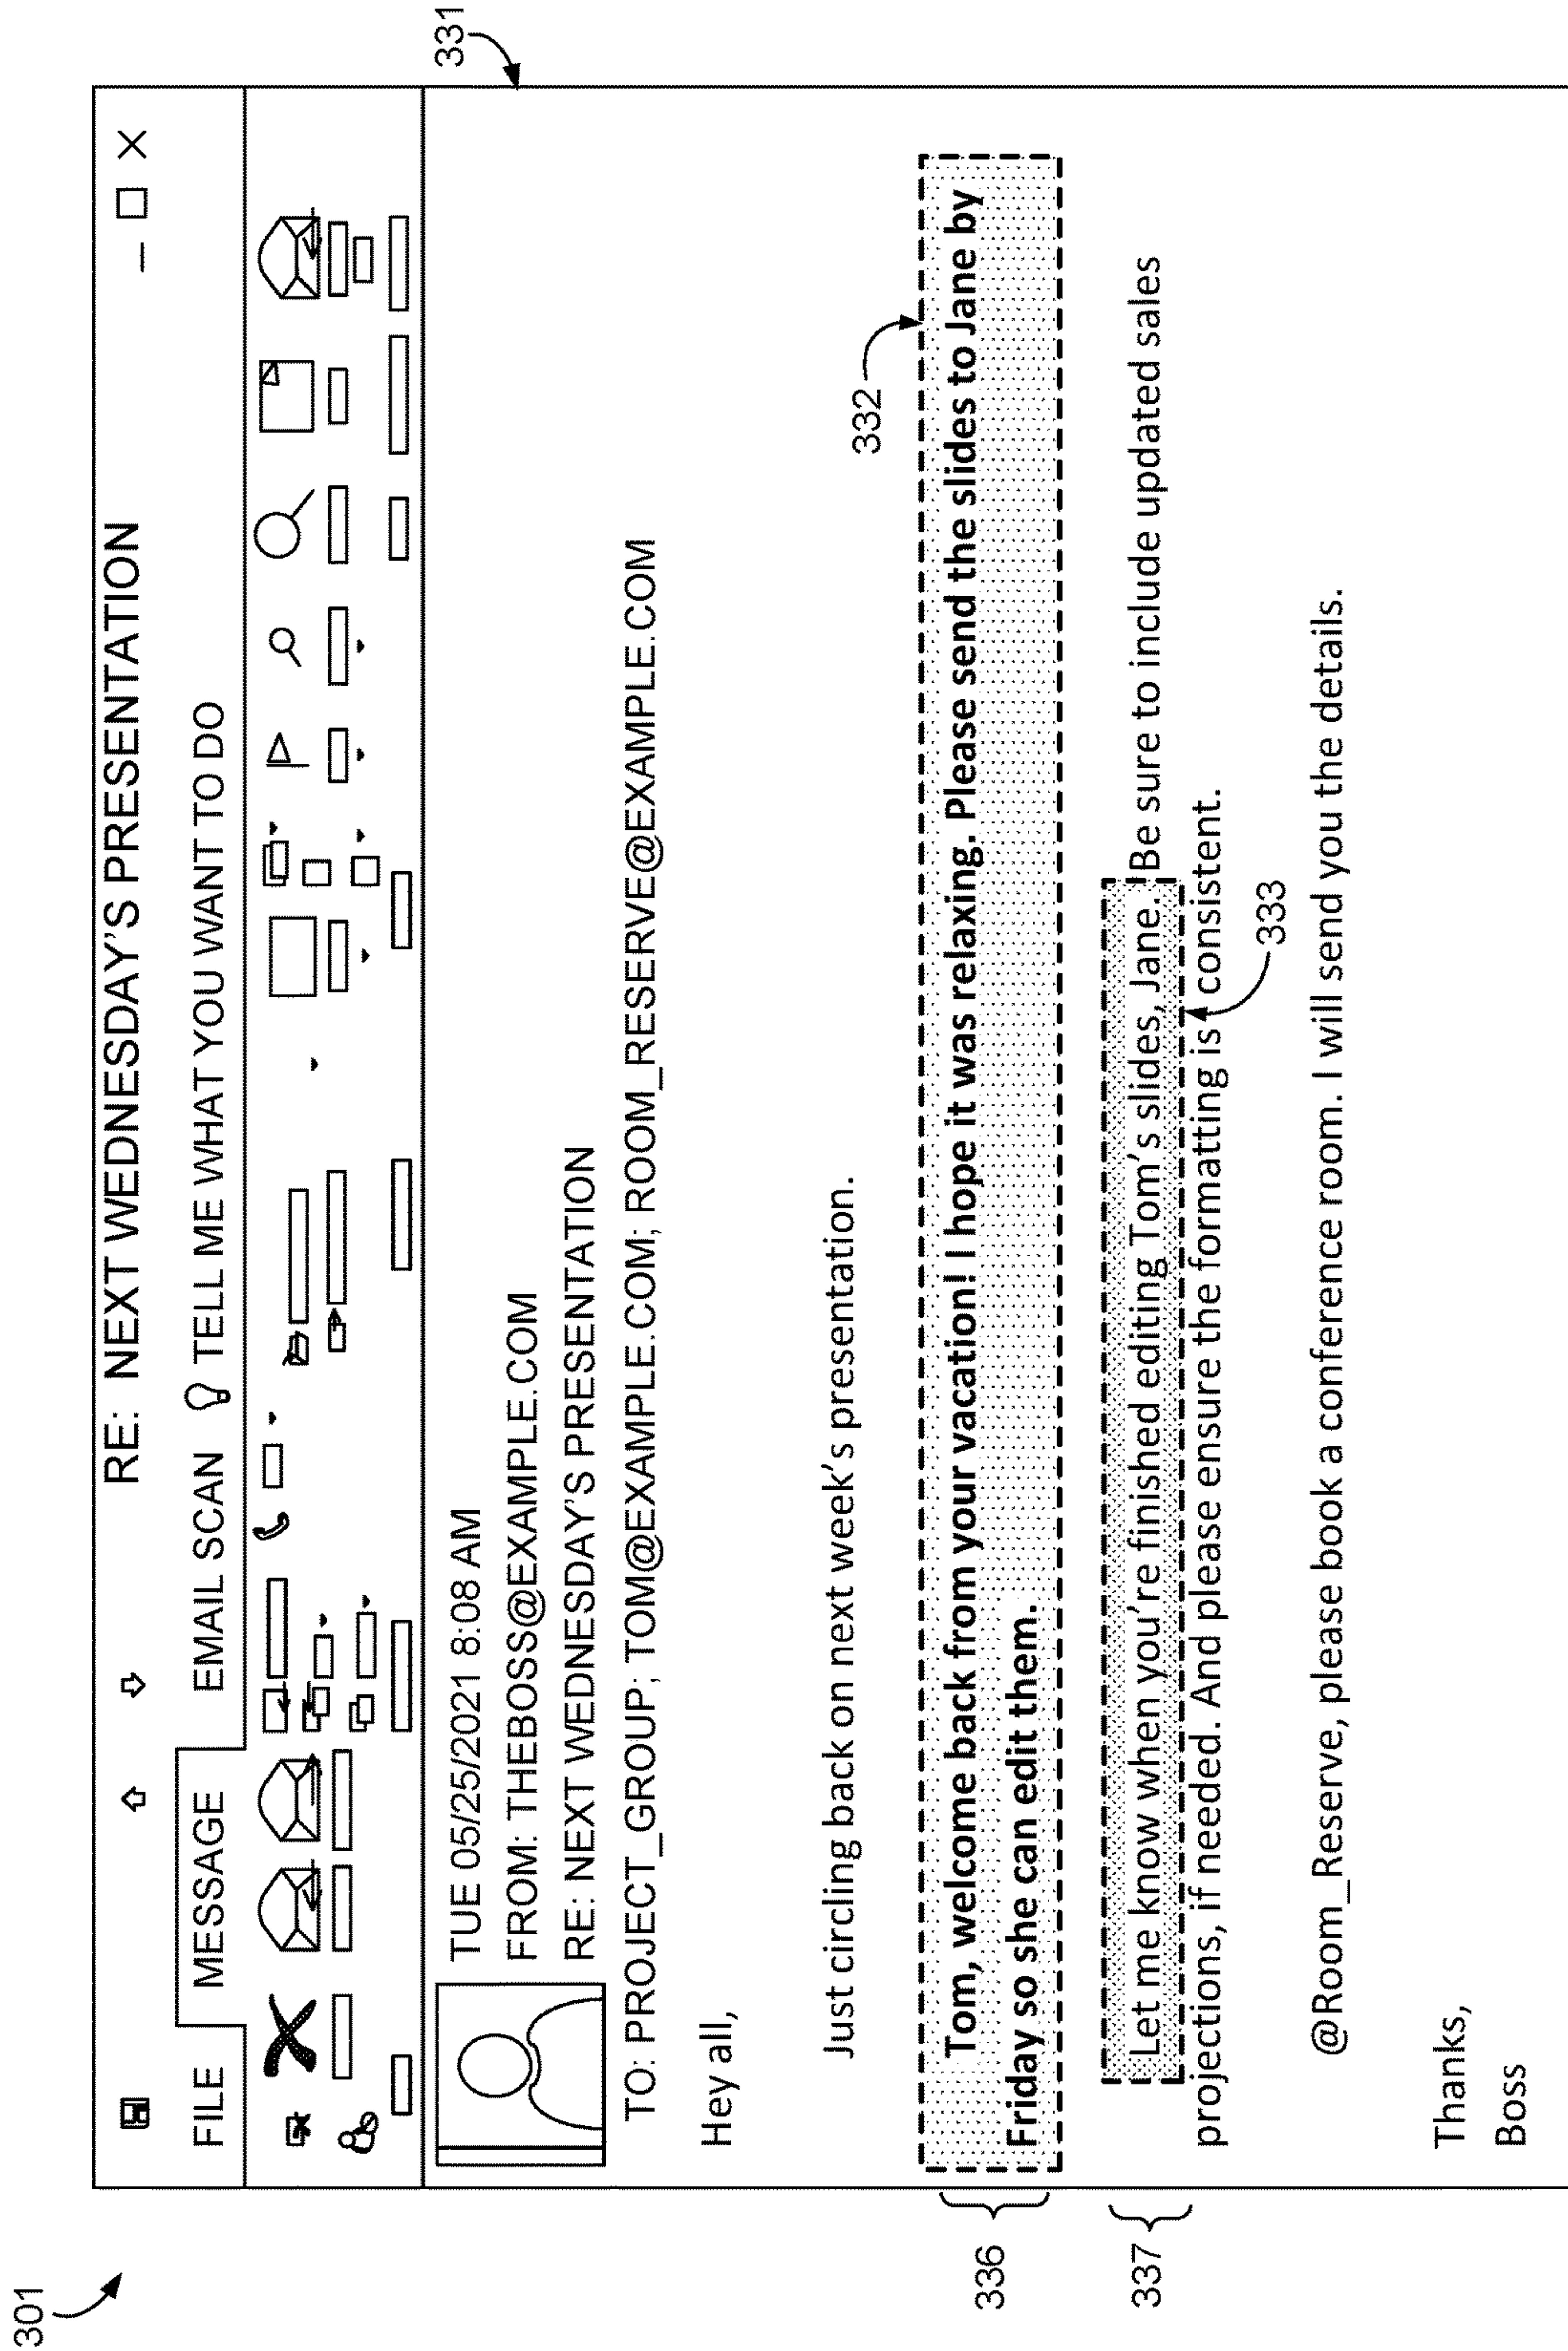 301
RE: NEXT WEDNESDAY'S PRESENTATION
FILE MESSAGE EMAIL SCAN TELL ME WHAT YOU WANT TO DO
331
TUE 05/25/2021 8:08 AM
FROM: THEBOSS@EXAMPLE.COM
RE: NEXT WEDNESDAY'S PRESENTATION
TO: PROJECT_GROUP; TOM@EXAMPLE.COM; ROOM_RESERVE@EXAMPLE.COM
Hey all,
Just circling back on next week's presentation.
332
336
Tom, welcome back from your vacation! I hope it was relaxing. Please send the slides to Jane by
Friday so she can edit them.
337
Let me know when you're finished editing Tom's slides, Jane. Be sure to include updated sales
projections, if needed. And please ensure the formatting is consistent.
333
@Room_Reserve, please book a conference room. I will send you the details.
Thanks,
Boss